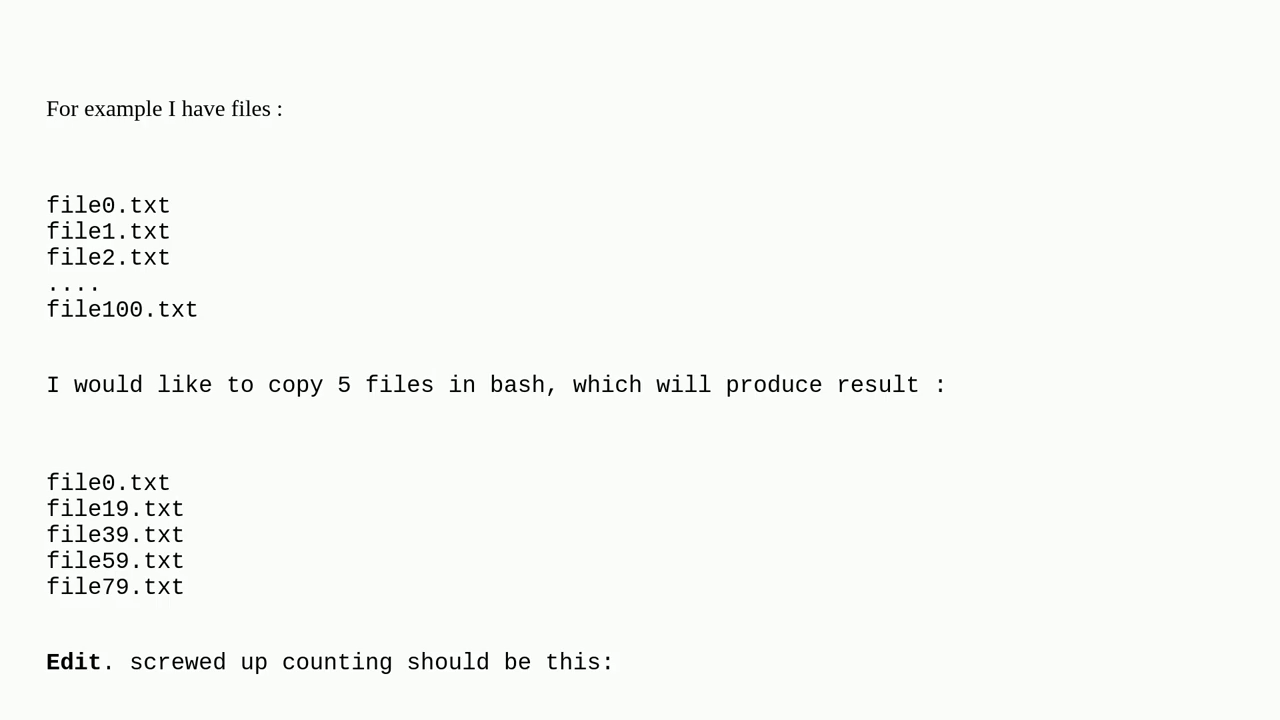 For example I have files :
file0.txt
file1.txt
file2.txt
....
file100.txt
I would like to copy 5 files in bash, which will produce result :
file0.txt
file19.txt
file39.txt
file59.txt
file79.txt
Edit. screwed up counting should be this: